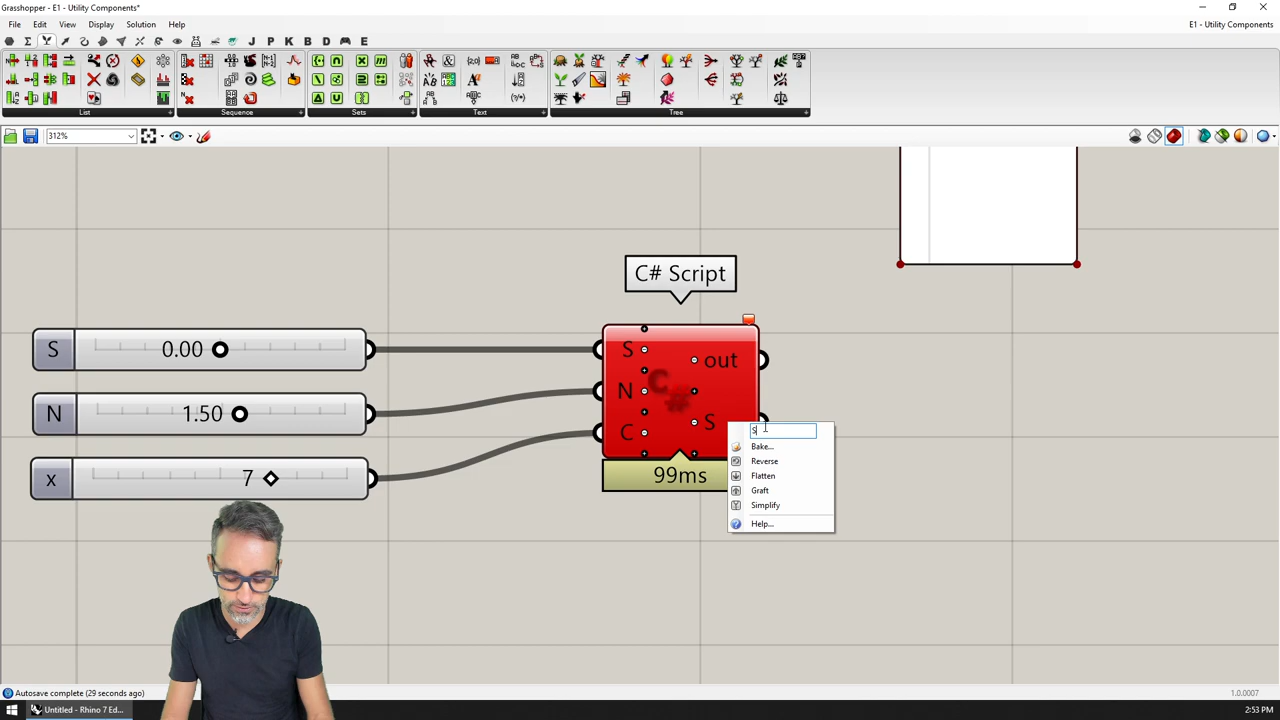 Grasshopper - E1 - Utility Components*
File Edit View Display Solution Help
E1 - Utility Components
J P K B D E
List
Sequence
Sets
Text
Tree
312%
C# Script
S 0.00
N 1.50
x 7
S
N
C
out
S
C#
99ms
S
Bake...
Reverse
Flatten
Graft
Simplify
Help...
Autosave complete (29 seconds ago)
1.0.0007
Untitled - Rhino 7 Ed...
2:53 PM